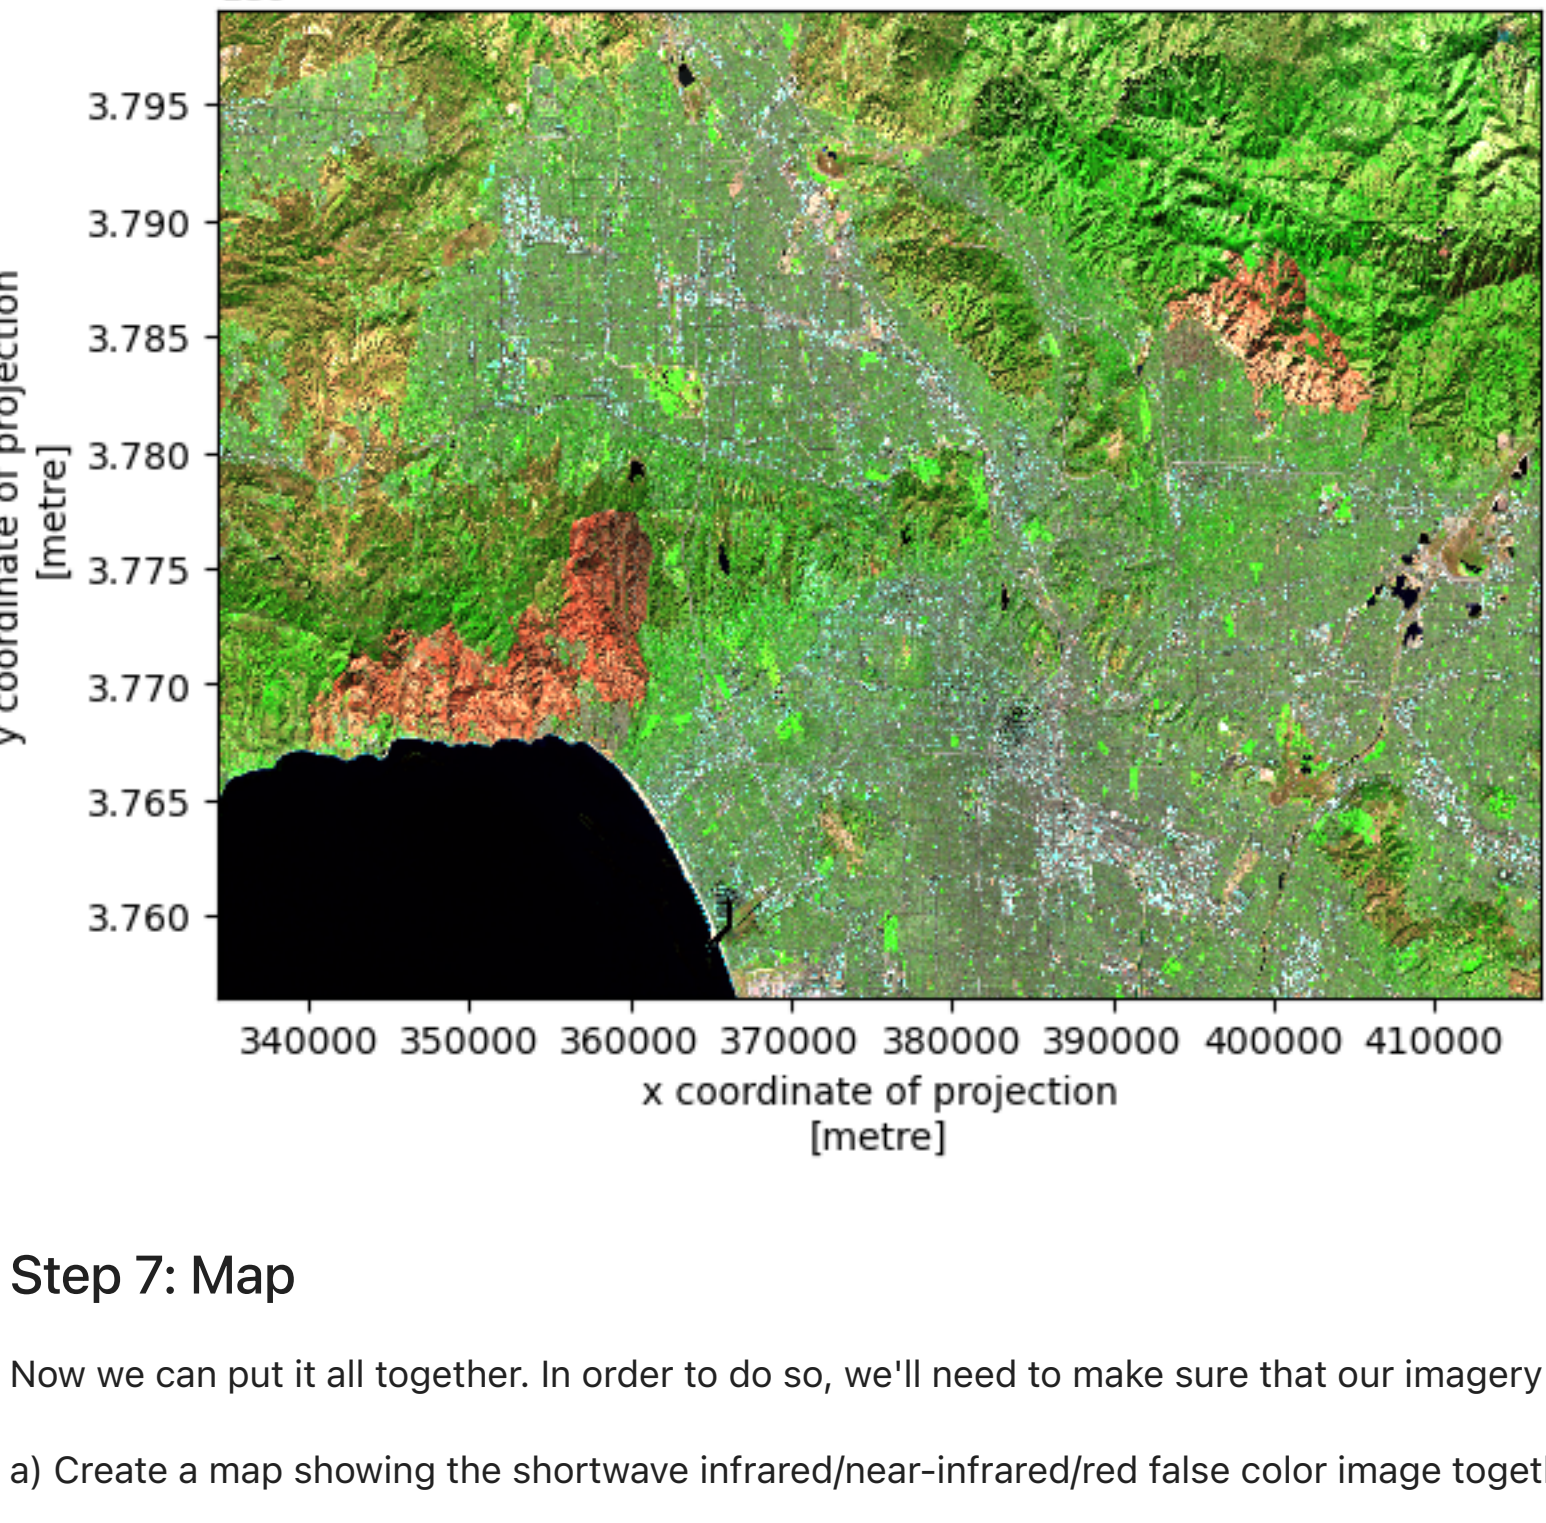 3.795
3.790
3.785
3.780
3.775
3.770
3.765
3.760
y coordinate of projection
[metre]
340000 350000 360000 370000 380000 390000 400000 410000
x coordinate of projection
[metre]
Step 7: Map
Now we can put it all together. In order to do so, we'll need to make sure that our imagery
a) Create a map showing the shortwave infrared/near-infrared/red false color image